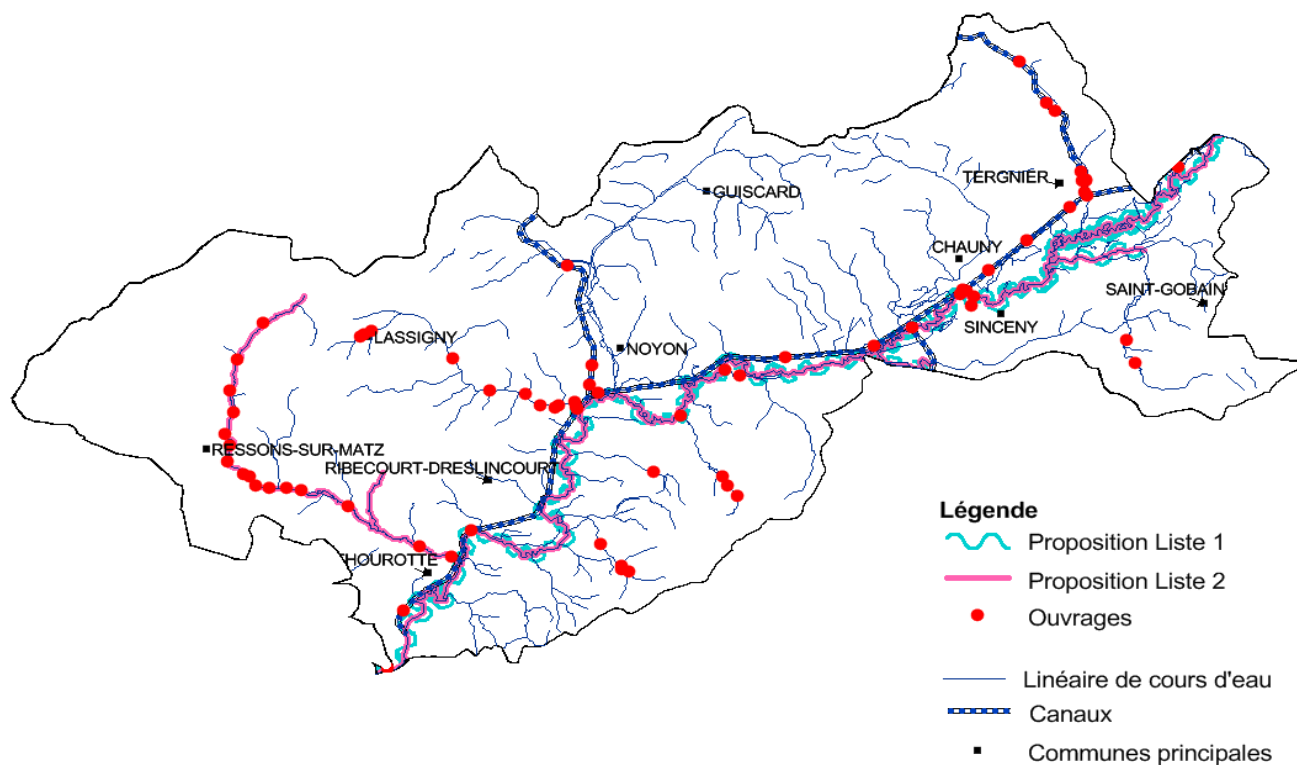 TERGNIER
GUISCARD
CHAUNY
SAINT-GOBAIN
SINCENY
LASSIGNY
NOYON
RESSONS-SUR-MATZ
RIBECOURT-DRESLINCOURT
THOUROTTE
Légende
Proposition Liste 1
Proposition Liste 2
Ouvrages
Linéaire de cours d'eau
Canaux
Communes principales